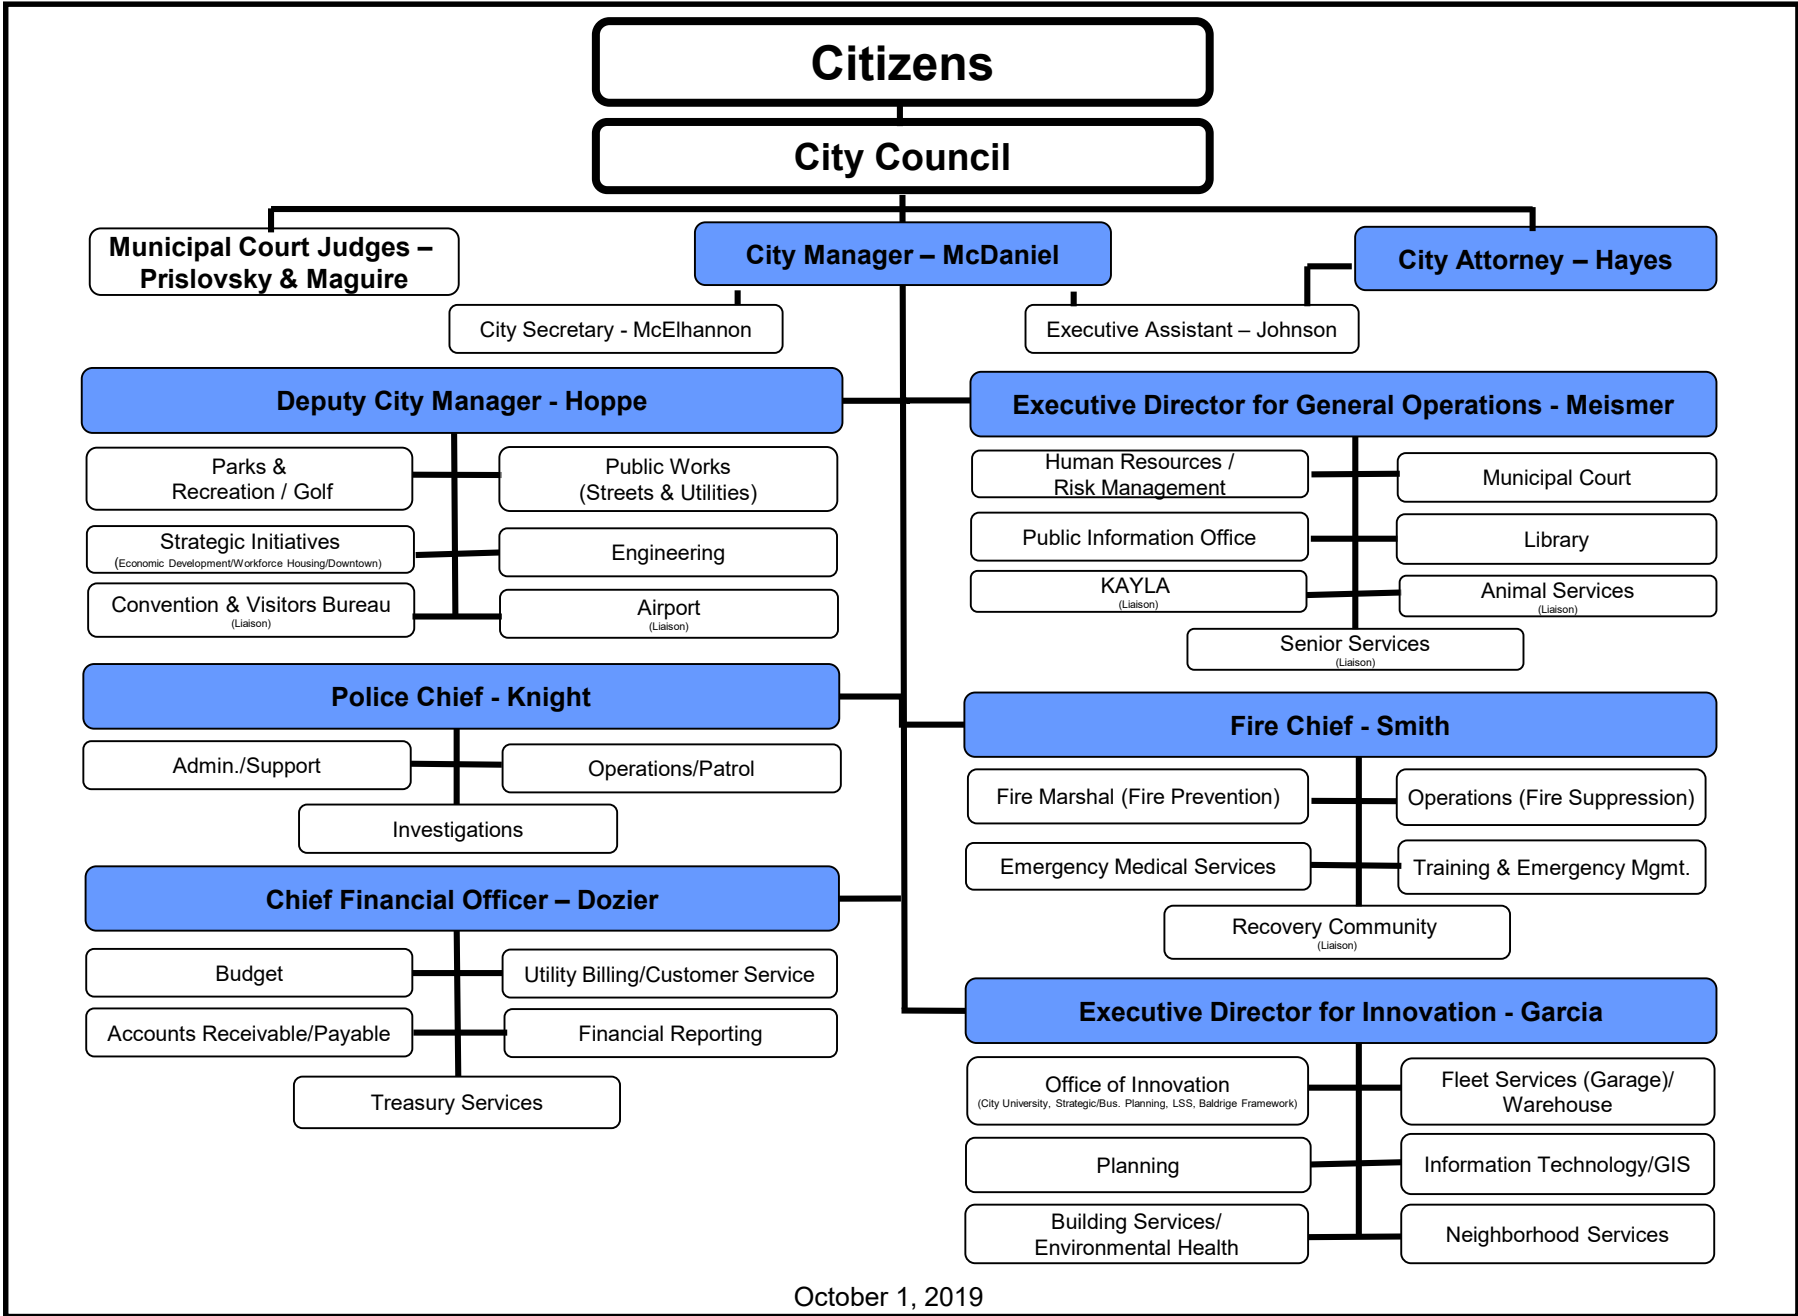 Citizens
City Council
Municipal Court Judges –
Prislovsky & Maguire
City Manager – McDaniel
City Attorney – Hayes
City Secretary - McElhannon
Executive Assistant – Johnson
Deputy City Manager - Hoppe
Parks &
Recreation / Golf
Public Works
(Streets & Utilities)
Strategic Initiatives
(Economic Development/Workforce Housing/Downtown)
Engineering
Convention & Visitors Bureau
(Liaison)
Airport
(Liaison)
Executive Director for General Operations - Meismer
Human Resources /
Risk Management
Municipal Court
Public Information Office
Library
KAYLA
(Liaison)
Animal Services
(Liaison)
Senior Services
(Liaison)
Police Chief - Knight
Admin./Support
Operations/Patrol
Investigations
Fire Chief - Smith
Fire Marshal (Fire Prevention)
Operations (Fire Suppression)
Emergency Medical Services
Training & Emergency Mgmt.
Recovery Community
(Liaison)
Chief Financial Officer – Dozier
Budget
Utility Billing/Customer Service
Accounts Receivable/Payable
Financial Reporting
Treasury Services
Executive Director for Innovation - Garcia
Office of Innovation
(City University, Strategic/Bus. Planning, LSS, Baldrige Framework)
Fleet Services (Garage)/
Warehouse
Planning
Information Technology/GIS
Building Services/
Environmental Health
Neighborhood Services
October 1, 2019